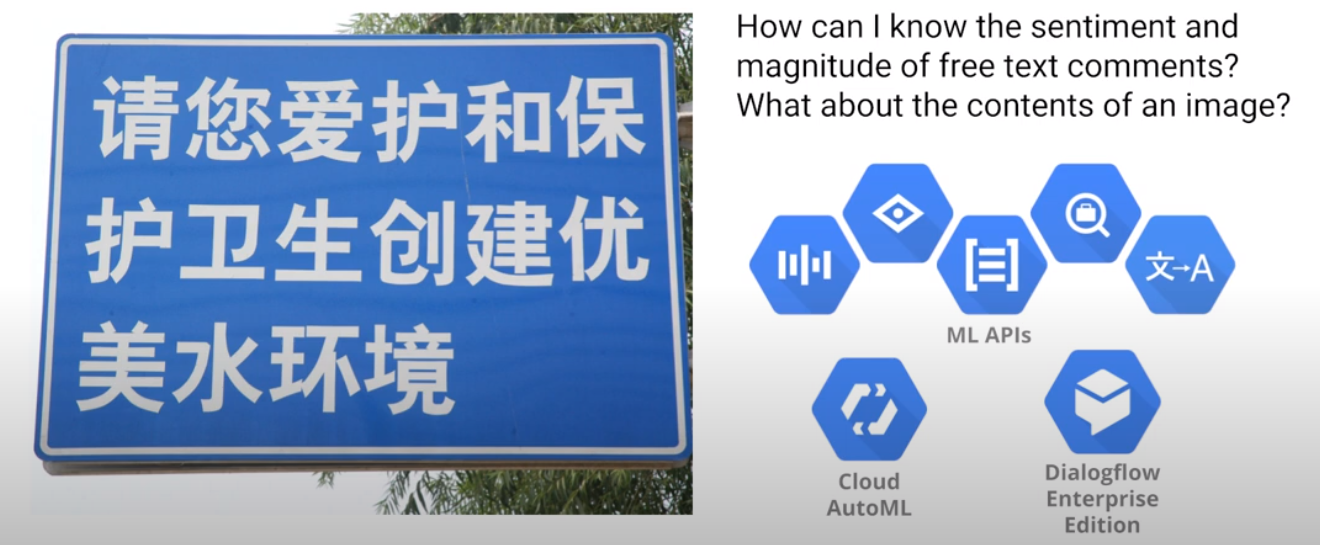 请您爱护和保
护卫生创建优
美水环境
How can I know the sentiment and
magnitude of free text comments?
What about the contents of an image?
文→A
ML APIs
Cloud
AutoML
Dialogflow
Enterprise
Edition